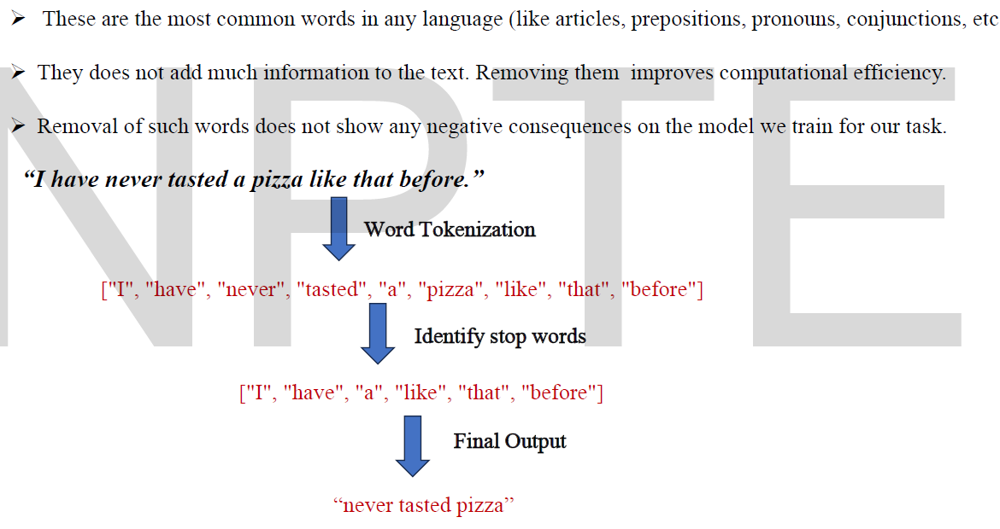 ➢ These are the most common words in any language (like articles, prepositions, pronouns, conjunctions, etc
➢ They does not add much information to the text. Removing them improves computational efficiency.
➢ Removal of such words does not show any negative consequences on the model we train for our task.
“I have never tasted a pizza like that before.”
Word Tokenization
["I", "have", "never", "tasted", "a", "pizza", "like", "that", "before"]
Identify stop words
["I", "have", "a", "like", "that", "before"]
Final Output
“never tasted pizza”
NPTE